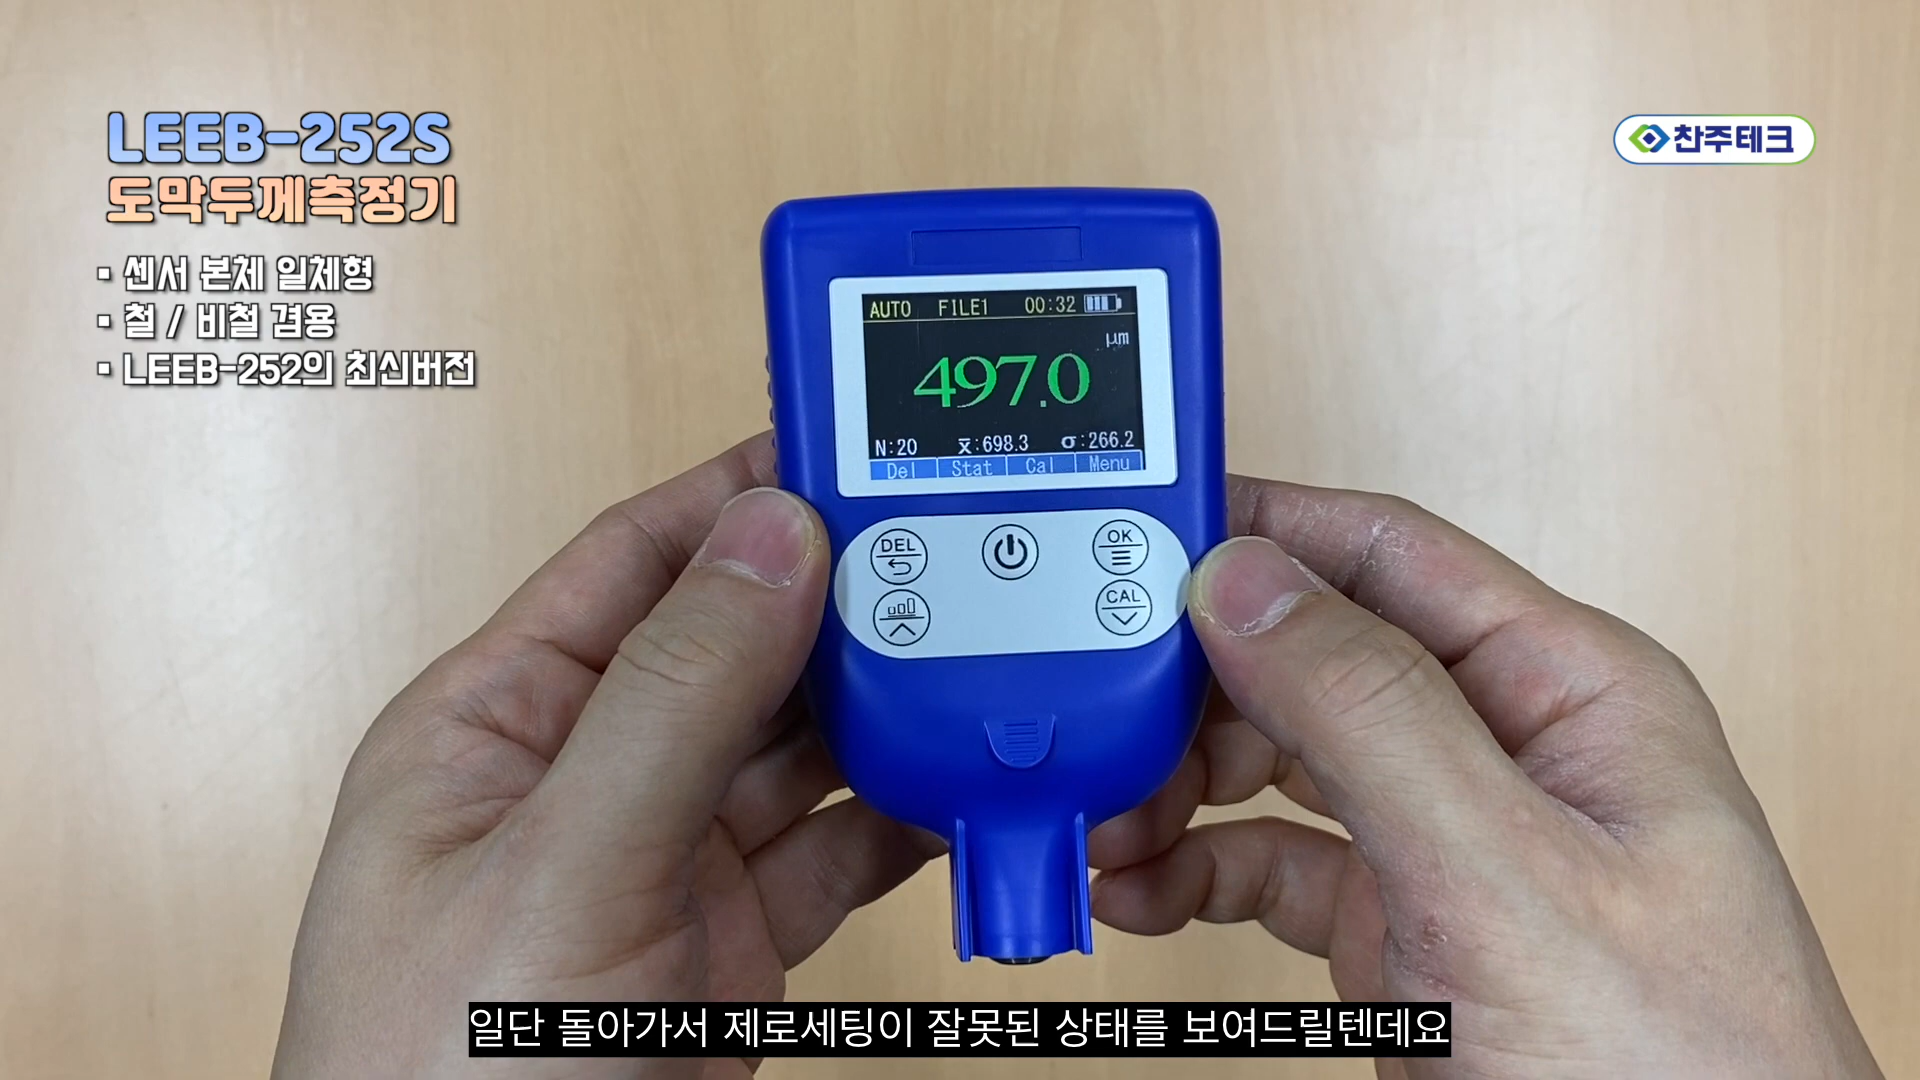 LEEB-252S
도막두께측정기
▪ 센서 본체 일체형
▪ 철 / 비철 겸용
▪ LEEB-252의 최신버전
찬주테크
AUTO FILE1 00:32
μm
497.0
N:20 x̅:698.3 σ:266.2
Del Stat Cal Menu
DEL
OK
CAL
일단 돌아가서 제로세팅이 잘못된 상태를 보여드릴텐데요